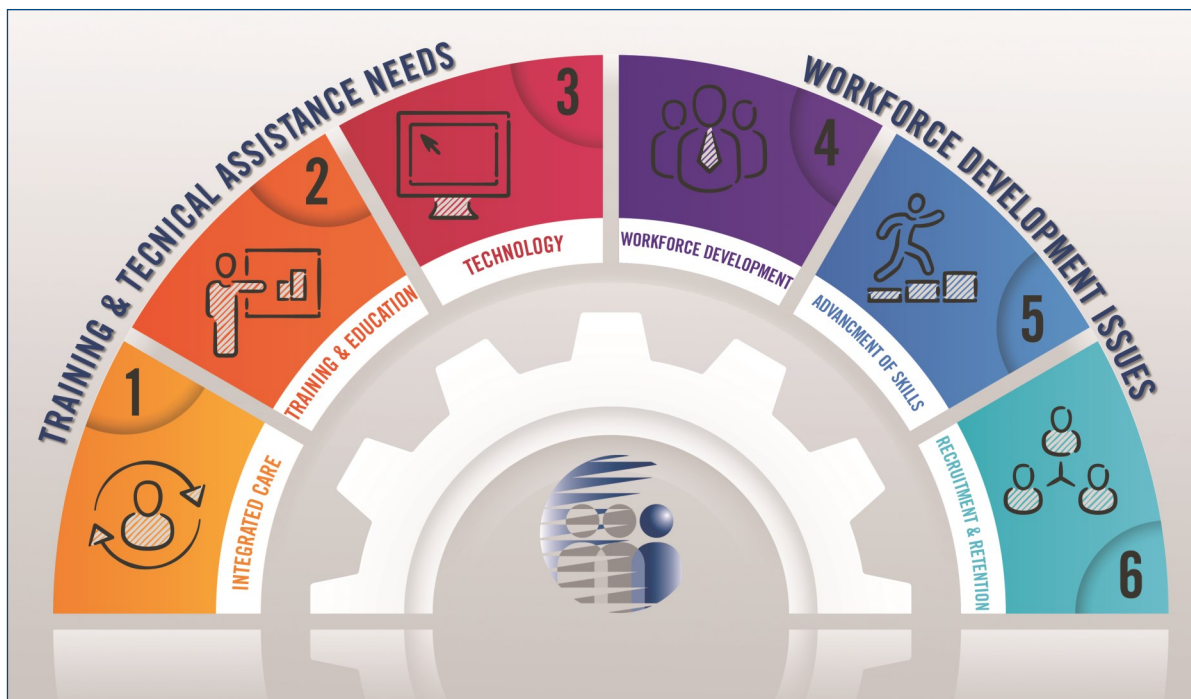 TRAINING & TECNICAL ASSISTANCE NEEDS
WORKFORCE DEVELOPMENT ISSUES
1
INTEGRATED CARE
2
TRAINING & EDUCATION
3
TECHNOLOGY
4
WORKFORCE DEVELOPMENT
5
ADVANCMENT OF SKILLS
6
RECRUITMENT & RETENTION